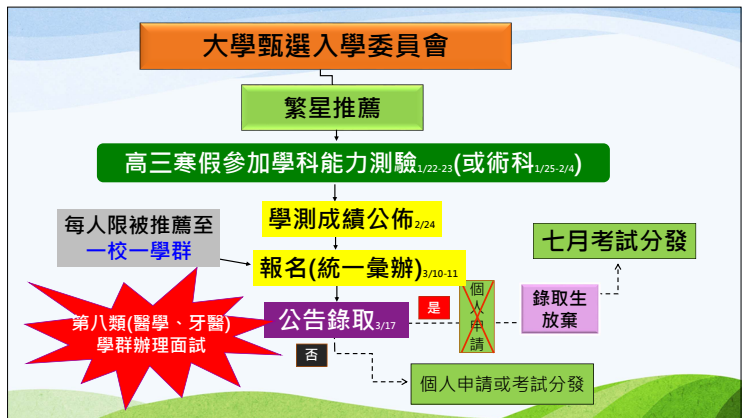 大學甄選入學委員會
繁星推薦
高三寒假參加學科能力測驗1/22-23(或術科1/25-2/4)
學測成績公佈2/24
每人限被推薦至
一校一學群
報名(統一彙辦)3/10-11
七月考試分發
第八類(醫學、牙醫)
學群辦理面試
公告錄取3/17
是
個
人
申
請
錄取生
放棄
否
個人申請或考試分發